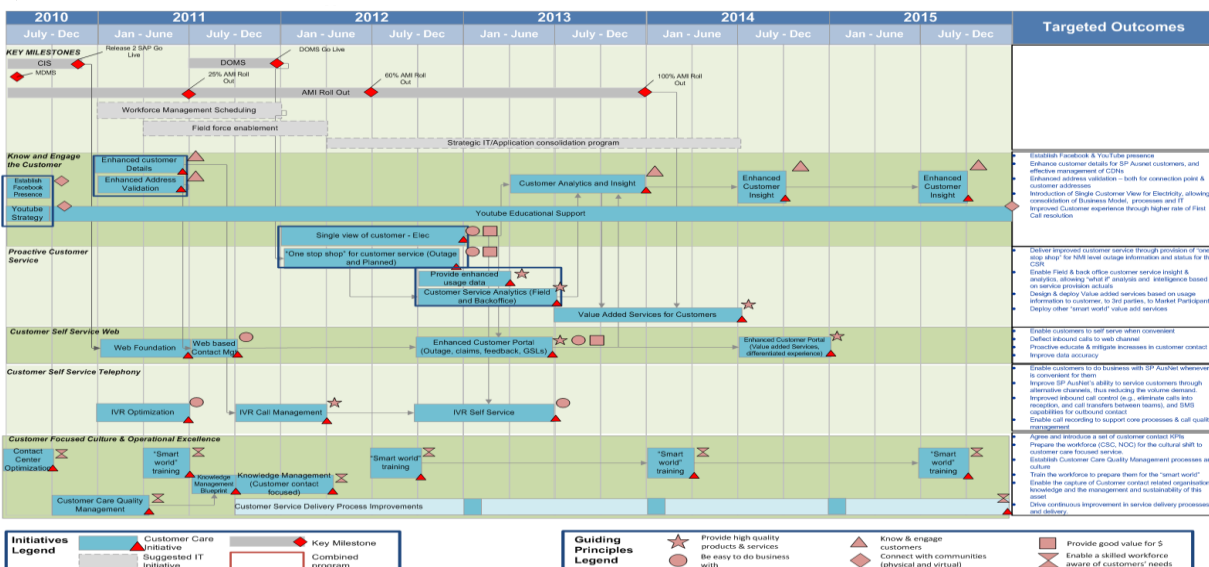 2010
2011
2012
2013
2014
2015
Targeted Outcomes
July - Dec
Jan - June
July - Dec
Jan - June
July - Dec
Jan - June
July - Dec
Jan - June
July - Dec
Jan - June
July - Dec
KEY MILESTONES
Release 2 SAP Go
Live
DOMS Go Live
CIS
DOMS
MDMS
25% AMI Roll
Out
60% AMI Roll
Out
100% AMI Roll
Out
AMI Roll Out
Workforce Management Scheduling
Field force enablement
Strategic IT/Application consolidation program
Know and Engage
the Customer
Enhanced customer
Details
Enhanced Address
Validation
Establish
Facebook
Presence
Youtube
Strategy
Customer Analytics and Insight
Enhanced
Customer
Insight
Enhanced
Customer
Insight
Youtube Educational Support
Single view of customer - Elec
Establish Facebook & YouTube presence
Enhance customer details for SP Ausnet customers, and
effective management of CDNs
Enhanced address validation – both for connection point &
customer addresses
Introduction of Single Customer View for Electricity, allowing
consolidation of Business Model, processes and IT
Improved Customer experience through higher rate of First
Call resolution
Proactive Customer
Service
"One stop shop" for customer service (Outage
and Planned)
Provide enhanced
usage data
Customer Service Analytics (Field
and Backoffice)
Value Added Services for Customers
Deliver improved customer service through provision of "one
stop shop" for NMI level outage information and status for th
CSR
Enable Field & back office customer service insight &
analytics, allowing "what if" analysis and intelligence based
on service provision actuals
Design & deploy Value added services based on usage
information to customer, to 3rd parties, to Market Participant
Deploy other "smart world" value add services
Customer Self Service Web
Web Foundation
Web based
Contact Mgt
Enhanced Customer Portal
(Outage, claims, feedback, GSLs)
Enhanced Customer Portal
(Value added Services,
differentiated experience)
Enable customers to self serve when convenient
Deflect inbound calls to web channel
Proactive educate & mitigate increases in customer contact
Improve data accuracy
Customer Self Service Telephony
IVR Optimization
IVR Call Management
IVR Self Service
Enable customers to do business with SP AusNet whenever
is convenient for them
Improve SP AusNet's ability to service customers through
alternative channels, thus reducing the volume demand.
Improved inbound call control (e.g., eliminate calls into
reception, and call transfers between teams), and SMS
capabilities for outbound contact
Enable call recording to support core processes & call qualit
management
Customer Focused Culture & Operational Excellence
Contact
Center
Optimization
"Smart
world"
training
Knowledge
Management
Blueprint
Knowledge Management
(Customer contact
focused)
"Smart
world"
training
"Smart
world"
training
"Smart
world"
training
Customer Care Quality
Management
Customer Service Delivery Process Improvements
Agree and introduce a set of customer contact KPIs
Prepare the workforce (CSC, NOC) for the cultural shift to
customer care focused service.
Establish Customer Care Quality Management processes an
culture
Train the workforce to prepare them for the "smart world"
Enable the capture of Customer contact related organisation
knowledge and the management and sustainability of this
asset
Drive continuous improvement in service delivery processes
and delivery.
Initiatives
Legend
Customer Care
Initiative
Suggested IT
Initiative
Key Milestone
Combined
program
Guiding
Principles
Legend
Provide high quality
products & services
Be easy to do business
with
Know & engage
customers
Connect with communities
(physical and virtual)
Provide good value for $
Enable a skilled workforce
aware of customers' needs